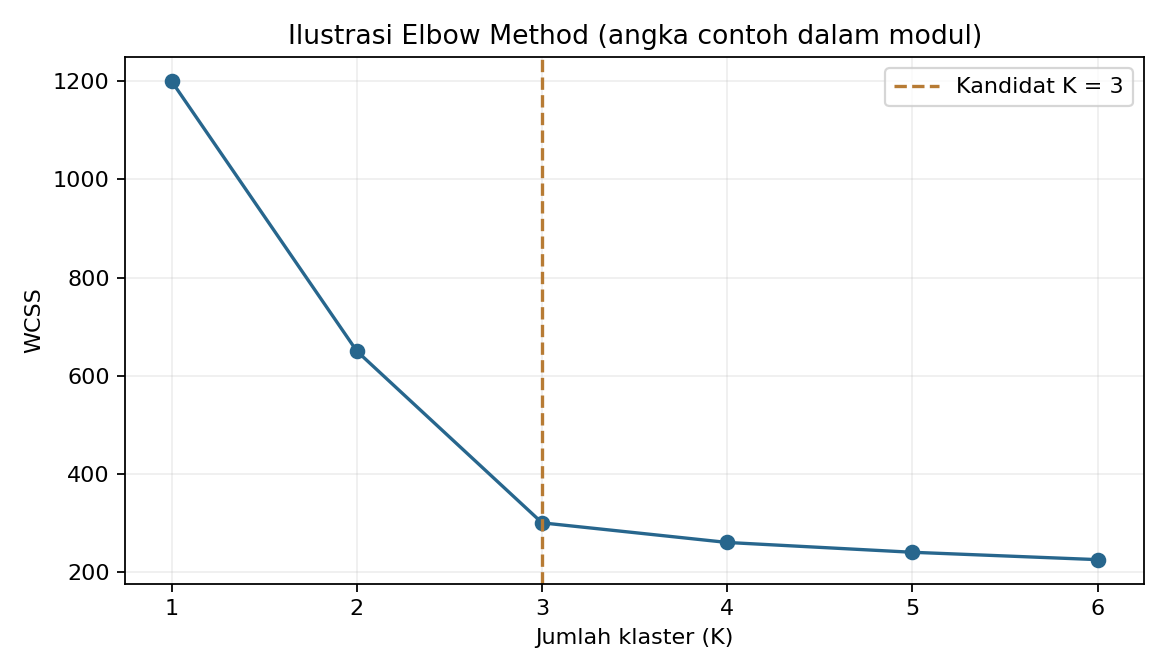 Ilustrasi Elbow Method (angka contoh dalam modul)
Kandidat K = 3
WCSS
1200
1000
800
600
400
200
1 2 3 4 5 6
Jumlah klaster (K)